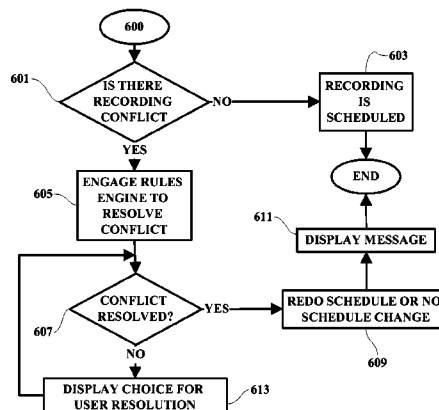 600
601
IS THERE
RECORDING
CONFLICT
NO
603
RECORDING
IS
SCHEDULED
YES
605
ENGAGE RULES
ENGINE TO
RESOLVE
CONFLICT
END
611
DISPLAY MESSAGE
607
CONFLICT
RESOLVED?
YES
REDO SCHEDULE OR NO
SCHEDULE CHANGE
609
NO
DISPLAY CHOICE FOR
USER RESOLUTION
613